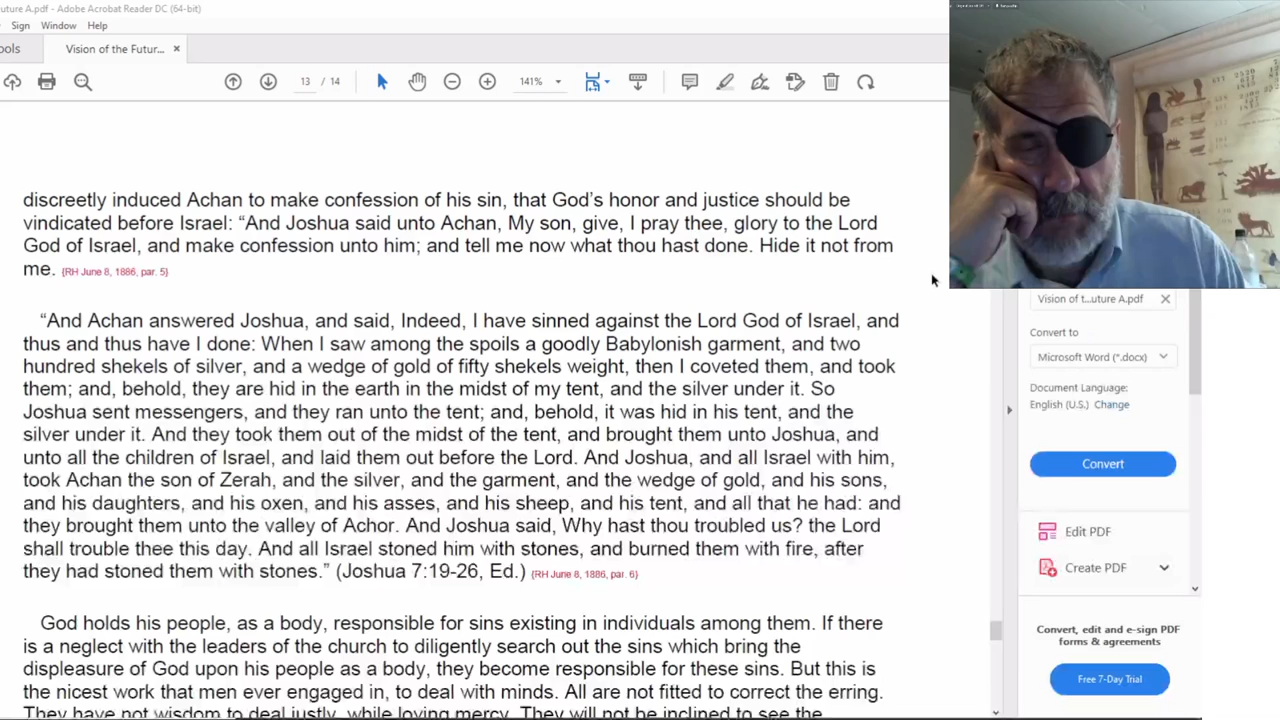 uture A.pdf - Adobe Acrobat Reader DC (64-bit)
Sign Window Help
ools Vision of the Futur... ×
13 / 14 141%
discreetly induced Achan to make confession of his sin, that God's honor and justice should be
vindicated before Israel: “And Joshua said unto Achan, My son, give, I pray thee, glory to the Lord
God of Israel, and make confession unto him; and tell me now what thou hast done. Hide it not from
me. {RH June 8, 1886, par. 5}
“And Achan answered Joshua, and said, Indeed, I have sinned against the Lord God of Israel, and
thus and thus have I done: When I saw among the spoils a goodly Babylonish garment, and two
hundred shekels of silver, and a wedge of gold of fifty shekels weight, then I coveted them, and took
them; and, behold, they are hid in the earth in the midst of my tent, and the silver under it. So
Joshua sent messengers, and they ran unto the tent; and, behold, it was hid in his tent, and the
silver under it. And they took them out of the midst of the tent, and brought them unto Joshua, and
unto all the children of Israel, and laid them out before the Lord. And Joshua, and all Israel with him,
took Achan the son of Zerah, and the silver, and the garment, and the wedge of gold, and his sons,
and his daughters, and his oxen, and his asses, and his sheep, and his tent, and all that he had: and
they brought them unto the valley of Achor. And Joshua said, Why hast thou troubled us? the Lord
shall trouble thee this day. And all Israel stoned him with stones, and burned them with fire, after
they had stoned them with stones.” (Joshua 7:19-26, Ed.) {RH June 8, 1886, par. 6}
God holds his people, as a body, responsible for sins existing in individuals among them. If there
is a neglect with the leaders of the church to diligently search out the sins which bring the
displeasure of God upon his people as a body, they become responsible for these sins. But this is
the nicest work that men ever engaged in, to deal with minds. All are not fitted to correct the erring.
They have not wisdom to deal justly, while loving mercy. They will not be inclined to see the
Vision of t...uture A.pdf
Convert to
Microsoft Word (*.docx)
Document Language:
English (U.S.) Change
Convert
Edit PDF
Create PDF
Convert, edit and e-sign PDF
forms & agreements
Free 7-Day Trial